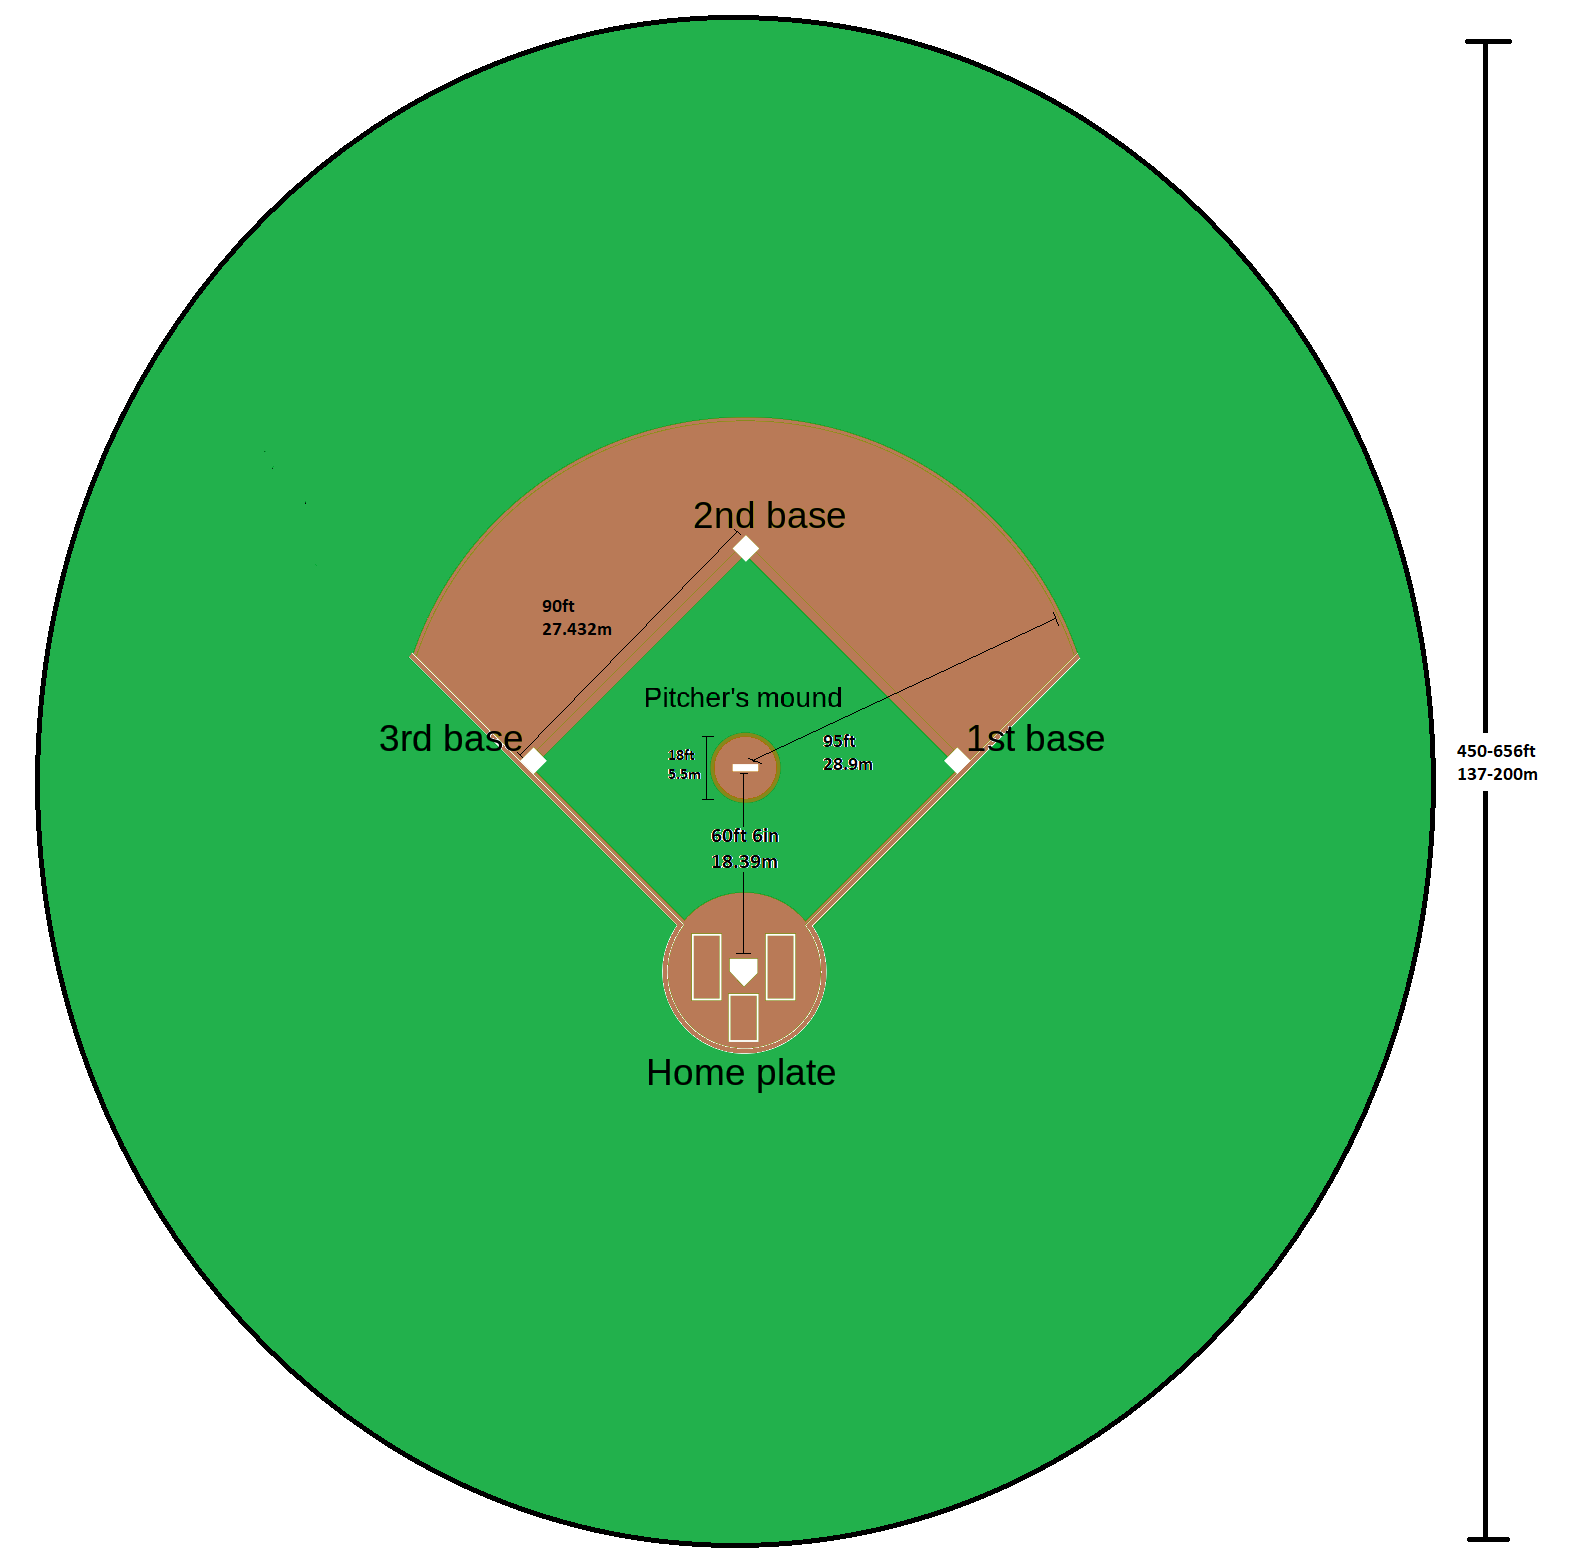 2nd base
90ft
27.432m
Pitcher's mound
3rd base
1st base
18ft
5.5m
95ft
28.9m
450-656ft
137-200m
60ft 6in
18.39m
Home plate